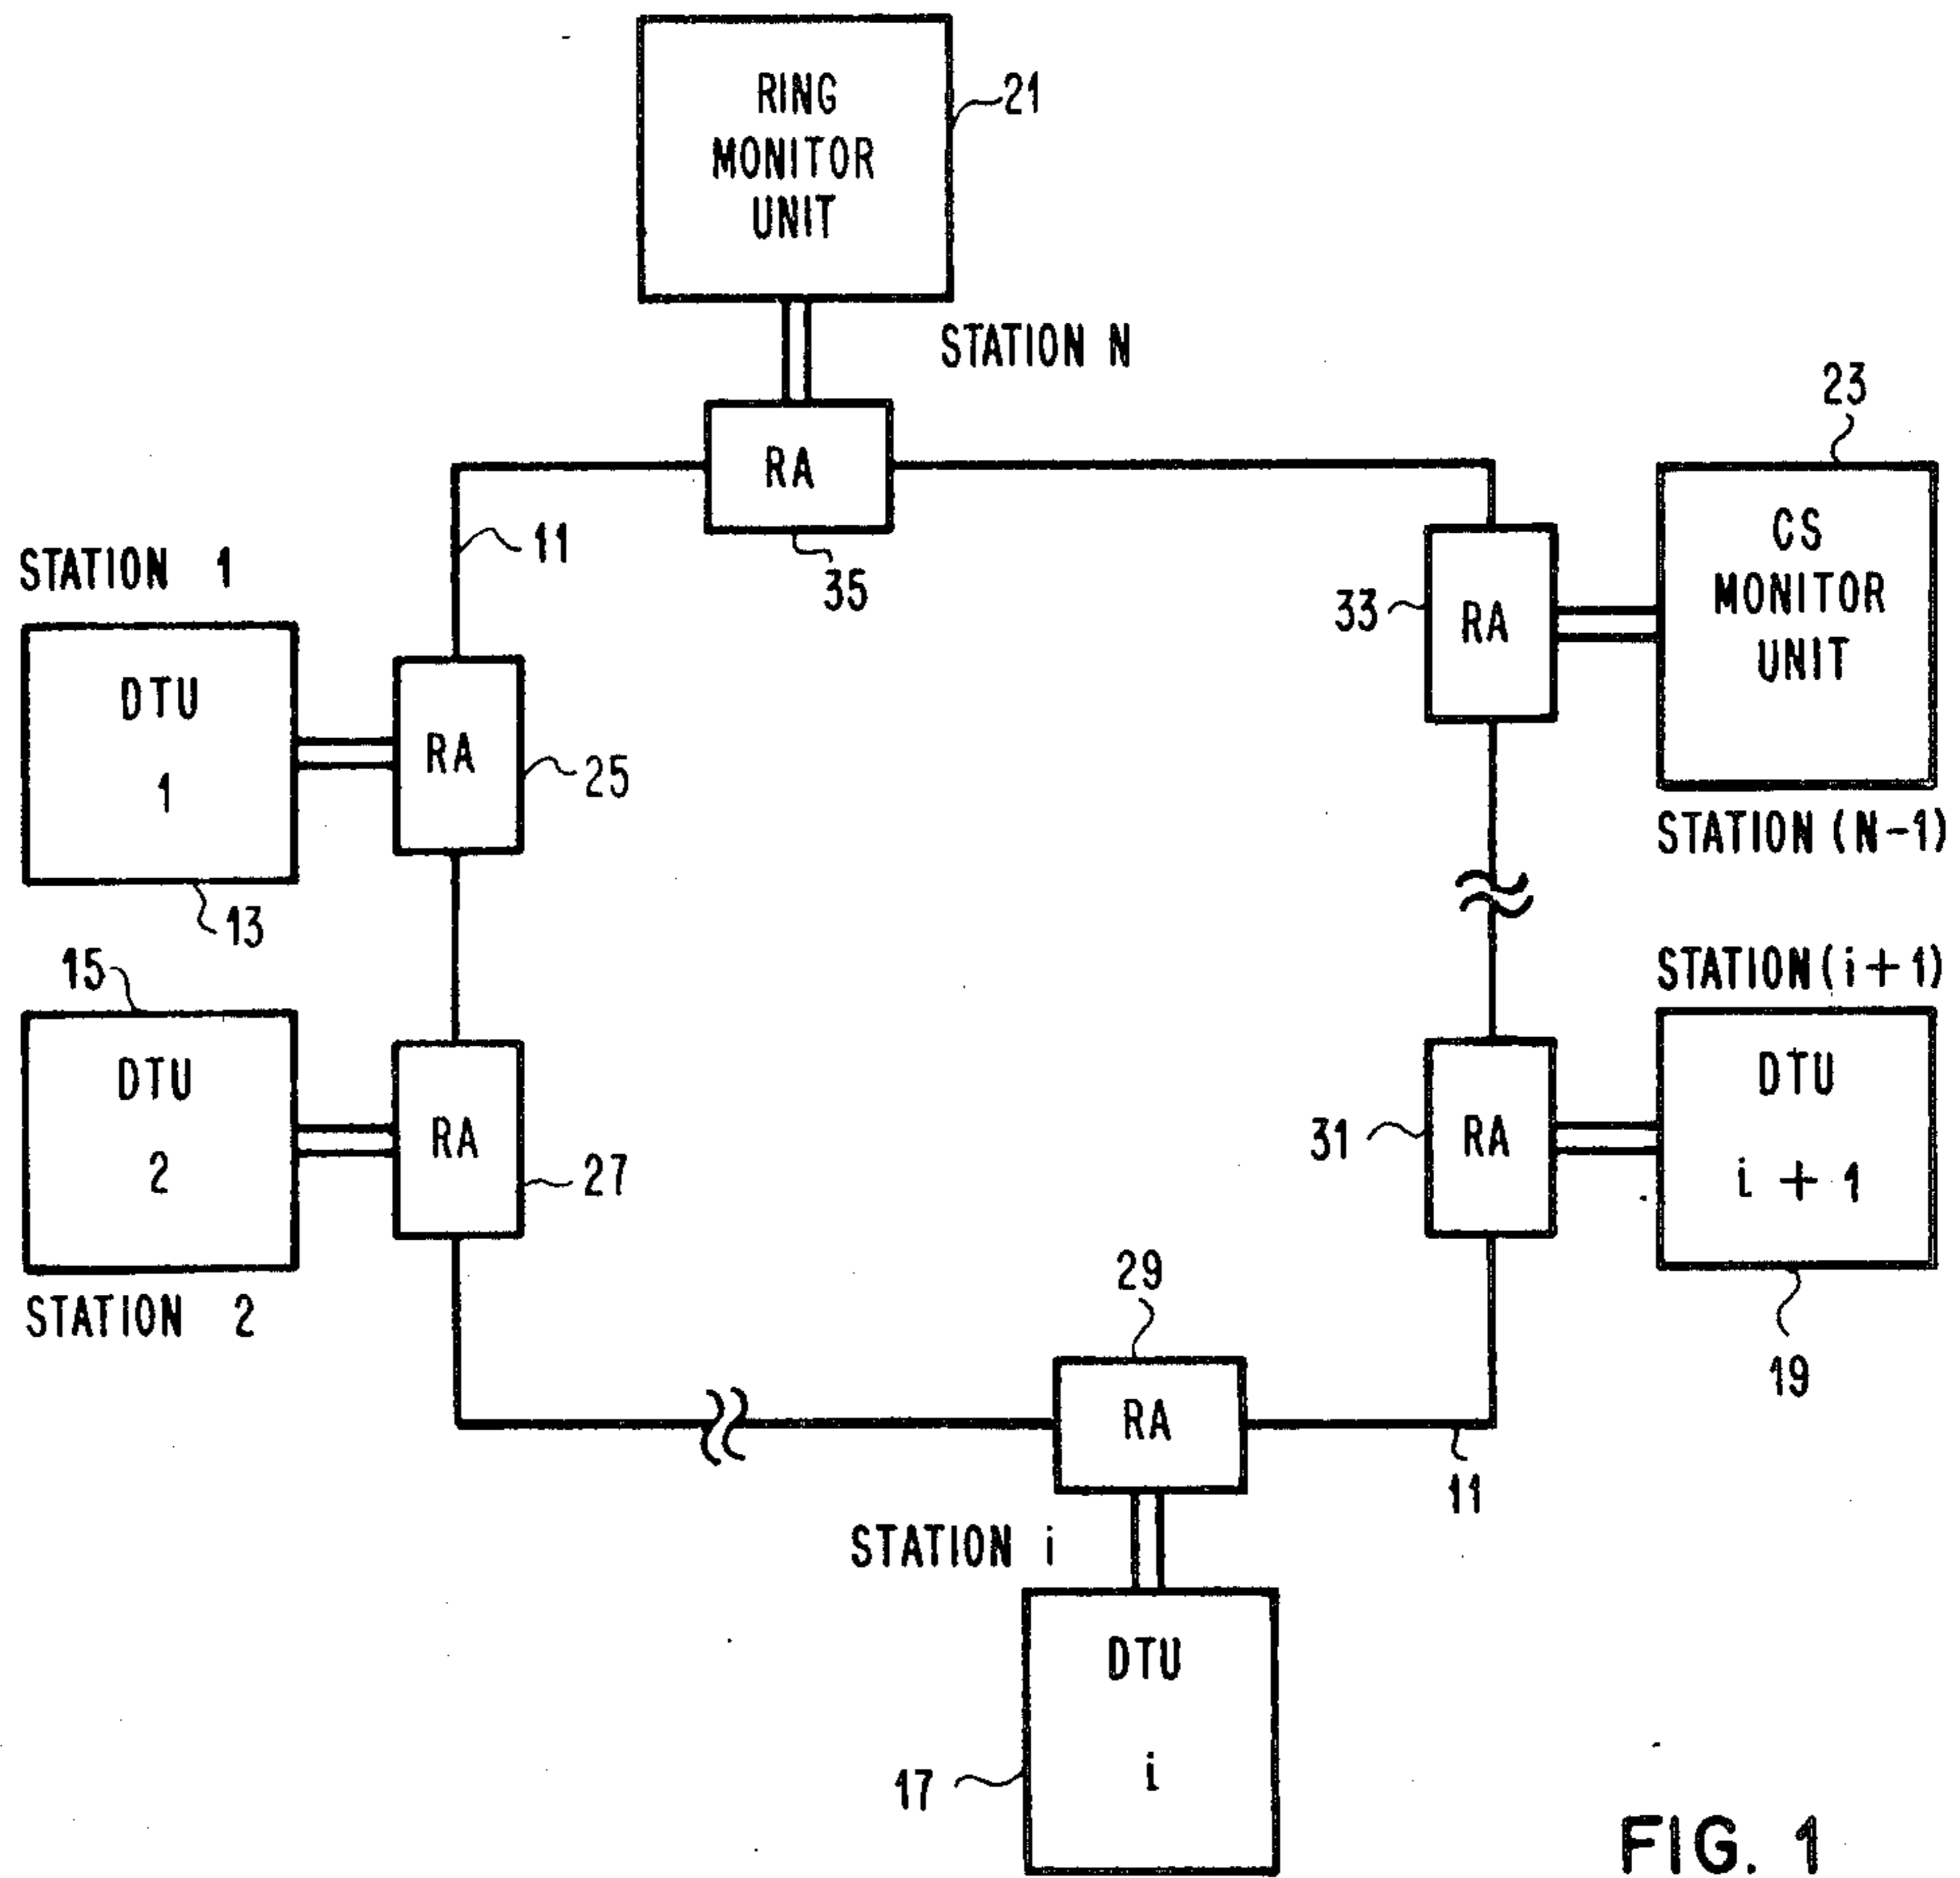 RING
MONITOR
UNIT
21
STATION N
RA
35
23
CS
MONITOR
UNIT
33
RA
STATION (N-1)
11
STATION 1
DTU
1
13
RA
25
15
DTU
2
STATION 2
RA
27
STATION (i+1)
DTU
i + 1
19
31
RA
29
RA
11
STATION i
DTU
i
17
FIG. 1